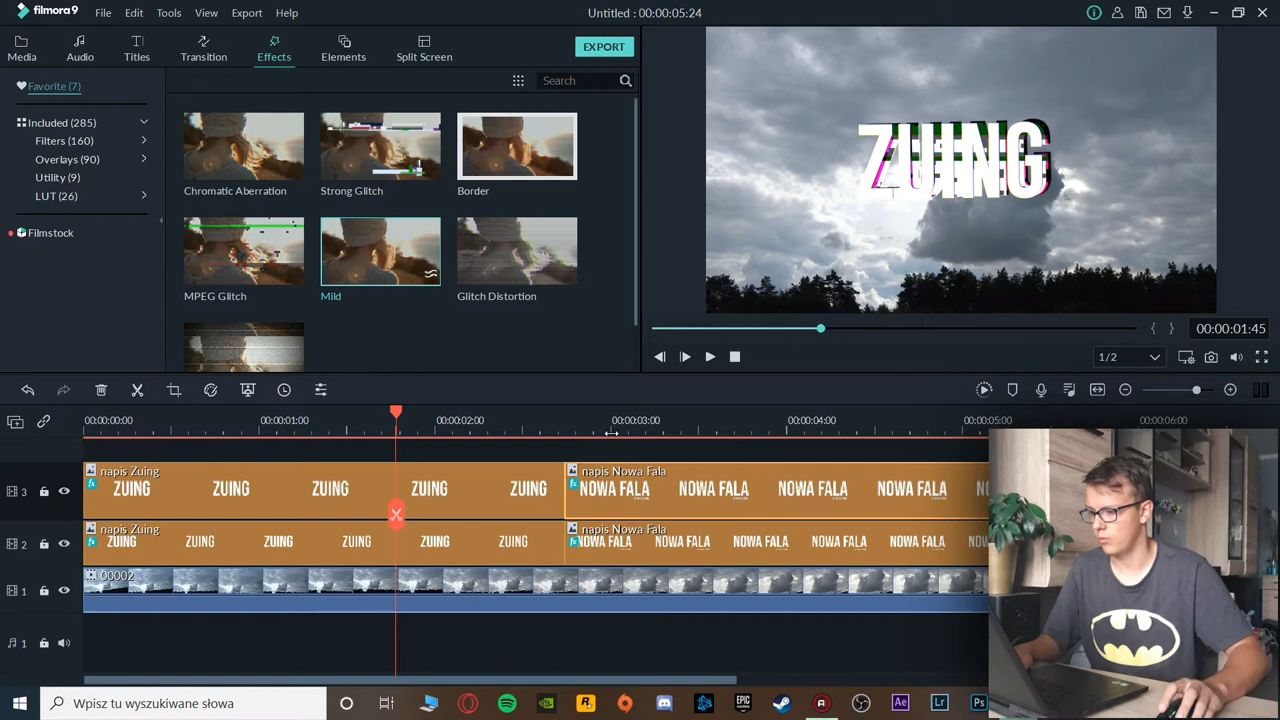 filmora9 File Edit Tools View Export Help Untitled : 00:00:05:24
Media Audio Titles Transition Effects Elements Split Screen EXPORT
Favorite (7) Search
Included (285)
Filters (160)
Overlays (90)
Utility (9)
LUT (26)
Filmstock
Chromatic Aberration Strong Glitch Border
MPEG Glitch Mild Glitch Distortion
ZUING
00:00:01:45
1/2
00:00:00:00 00:00:01:00 00:00:02:00 00:00:03:00 00:00:04:00 00:00:05:00 00:00:06:00
3 napis Zuing napis Nowa Fala
ZUING ZUING ZUING ZUING ZUING NOWA FALA NOWA FALA NOWA FALA NOWA FALA
2 napis Zuing napis Nowa Fala
ZUING ZUING ZUING ZUING ZUING ZUING NOWA FALA NOWA FALA NOWA FALA NOWA FALA NOWA FALA
1 00002
1
Wpisz tu wyszukiwane słowa R EPIC GAMES Ae Lr Ps